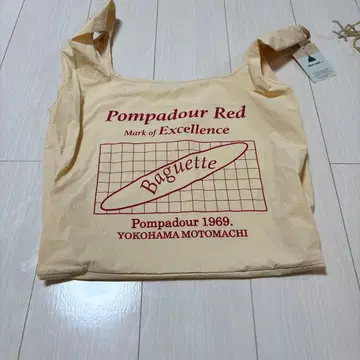 Pompadour Red
Mark of Excellence
Baguette
Pompadour 1969.
YOKOHAMA MOTOMACHI